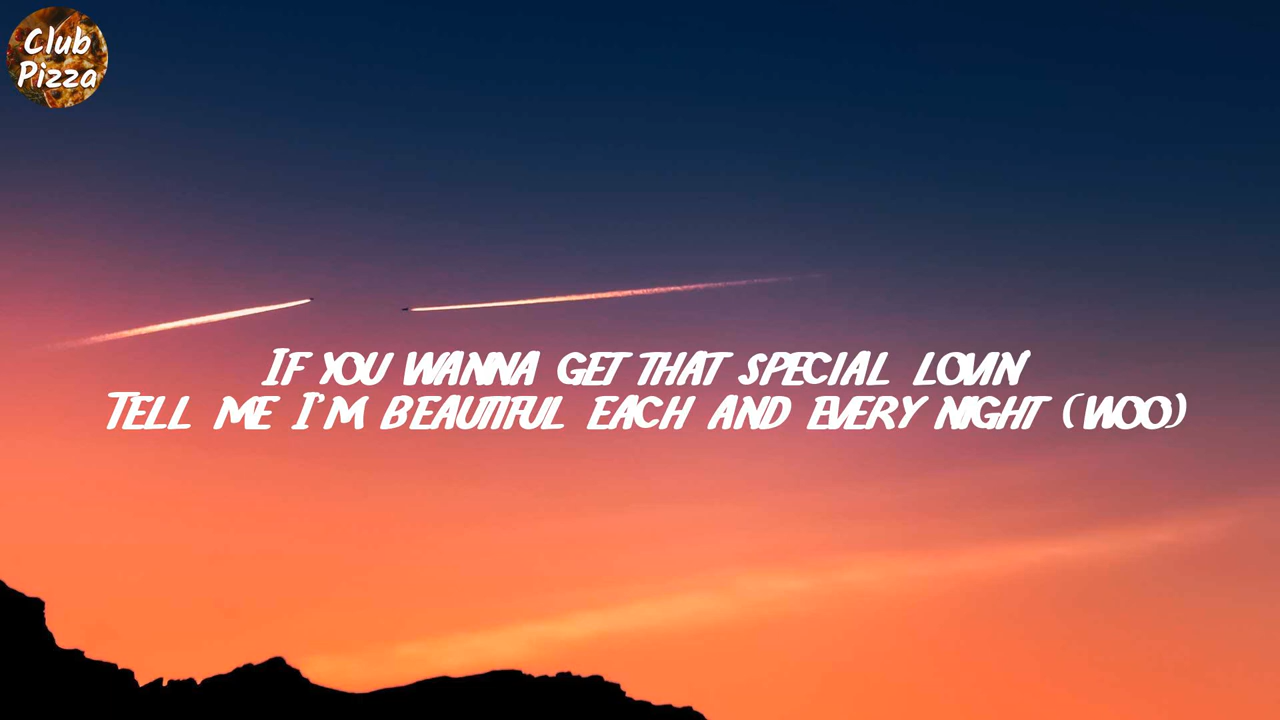 Club
Pizza
If you wanna get that special lovin'
Tell me I'm beautiful each and every night (woo)